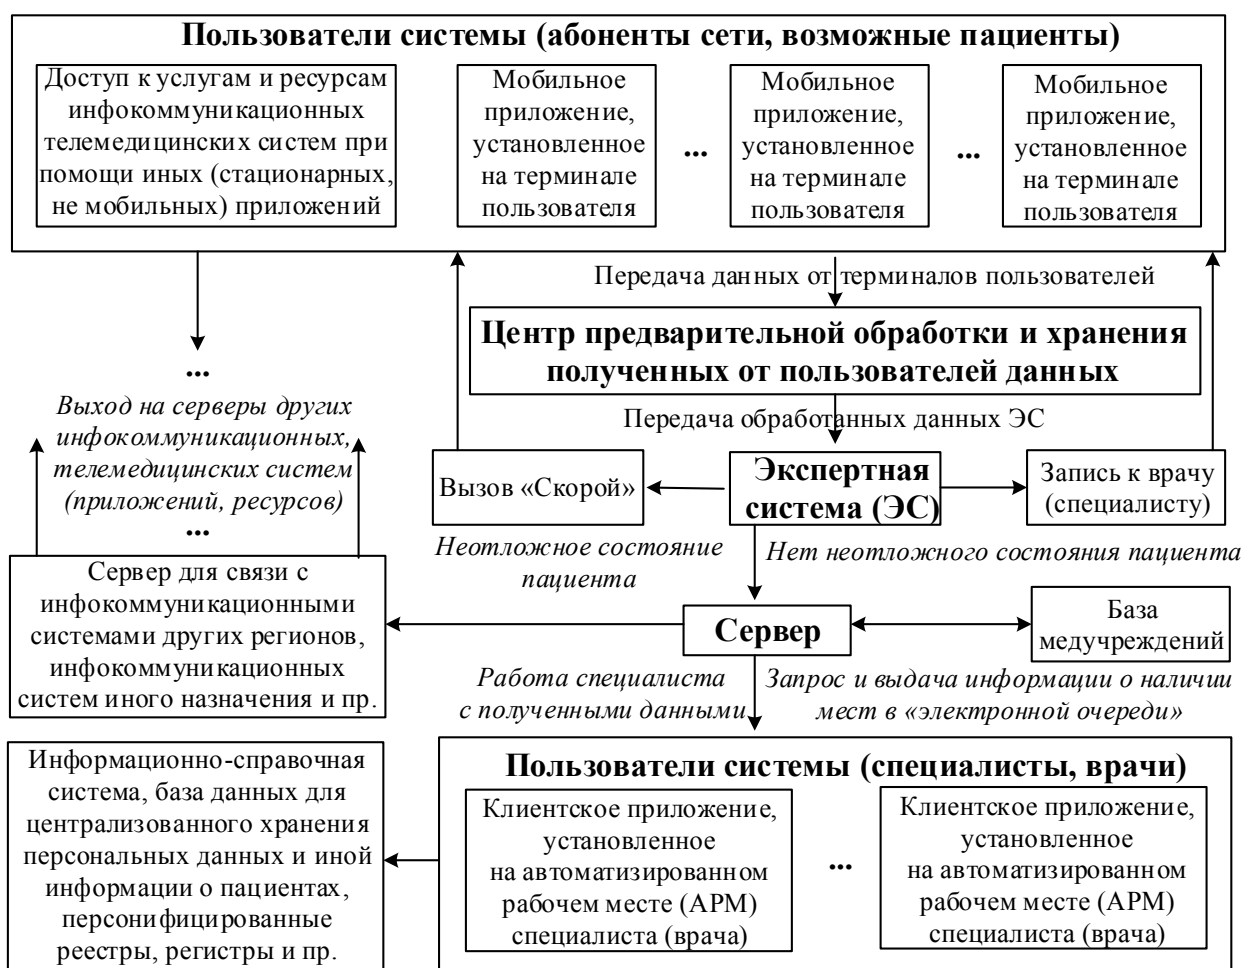 Пользователи системы (абоненты сети, возможные пациенты)
Доступ к услугам и ресурсам
инфокоммуникационных
телемедицинских систем при
помощи иных (стационарных,
не мобильных) приложений
Мобильное
приложение,
установленное
на терминале
пользователя
...
Мобильное
приложение,
установленное
на терминале
пользователя
...
Мобильное
приложение,
установленное
на терминале
пользователя
Передача данных от терминалов пользователей
Центр предварительной обработки и хранения
полученных от пользователей данных
Передача обработанных данных ЭС
...
Выход на серверы других
инфокоммуникационных,
телемедицинских систем
(приложений, ресурсов)
...
Вызов «Скорой»
Экспертная
система (ЭС)
Запись к врачу
(специалисту)
Неотложное состояние
пациента
Нет неотложного состояния пациента
Сервер для связи с
инфокоммуникационными
системами других регионов,
инфокоммуникационных
систем иного назначения и пр.
Сервер
База
медучреждений
Работа специалиста
с полученными данными
Запрос и выдача информации о наличии
мест в «электронной очереди»
Информационно-справочная
система, база данных для
централизованного хранения
персональных данных и иной
информации о пациентах,
персонифицированные
реестры, регистры и пр.
Пользователи системы (специалисты, врачи)
Клиентское приложение,
установленное
на автоматизированном
рабочем месте (АРМ)
специалиста (врача)
...
Клиентское приложение,
установленное
на автоматизированном
рабочем месте (АРМ)
специалиста (врача)